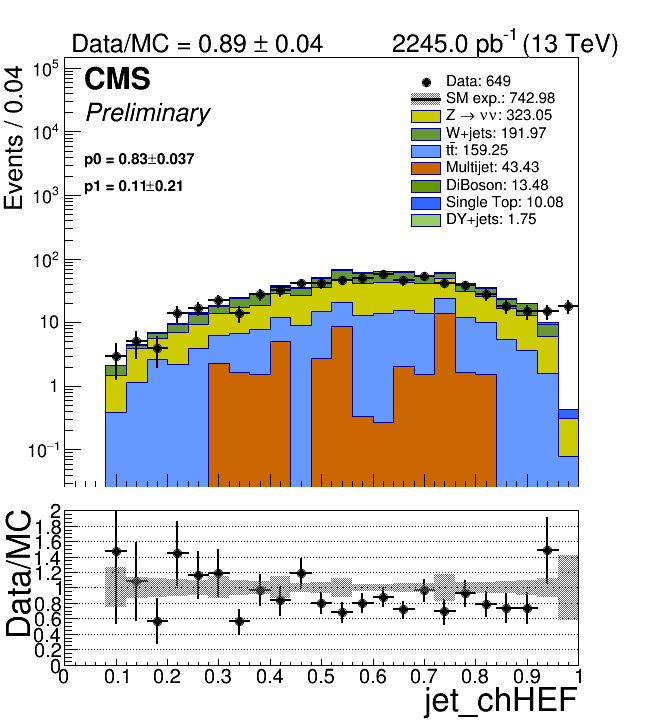 Data/MC = 0.89 ± 0.04 2245.0 pb⁻¹ (13 TeV)
CMS
Preliminary
p0 = 0.83±0.037
p1 = 0.11±0.21
Data: 649
SM exp.: 742.98
Z → νν: 323.05
W+jets: 191.97
tt̄: 159.25
Multijet: 43.43
DiBoson: 13.48
Single Top: 10.08
DY+jets: 1.75
Events / 0.04
10⁵
10⁴
10³
10²
10
1
10⁻¹
Data/MC
2
1.8
1.6
1.4
1.2
1
0.8
0.6
0.4
0.2
0
0 0.1 0.2 0.3 0.4 0.5 0.6 0.7 0.8 0.9 1
jet_chHEF